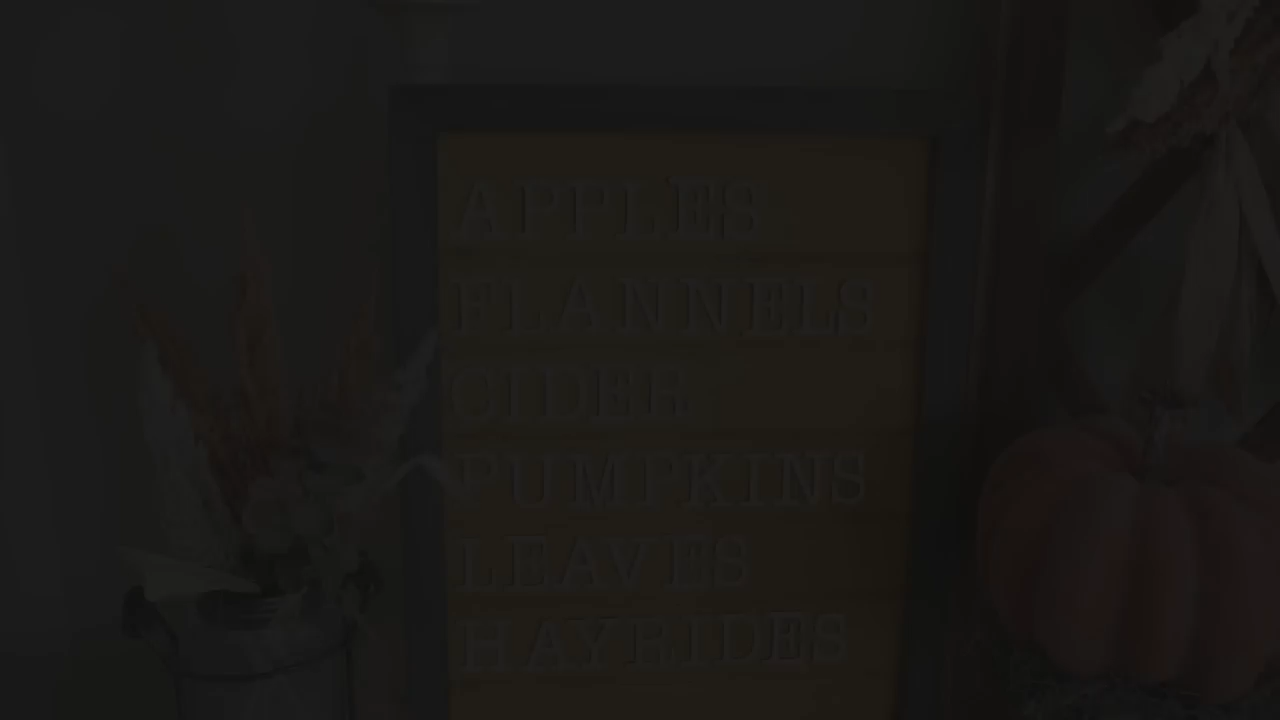 APPLES
FLANNELS
CIDER
PUMPKINS
LEAVES
HAYRIDES